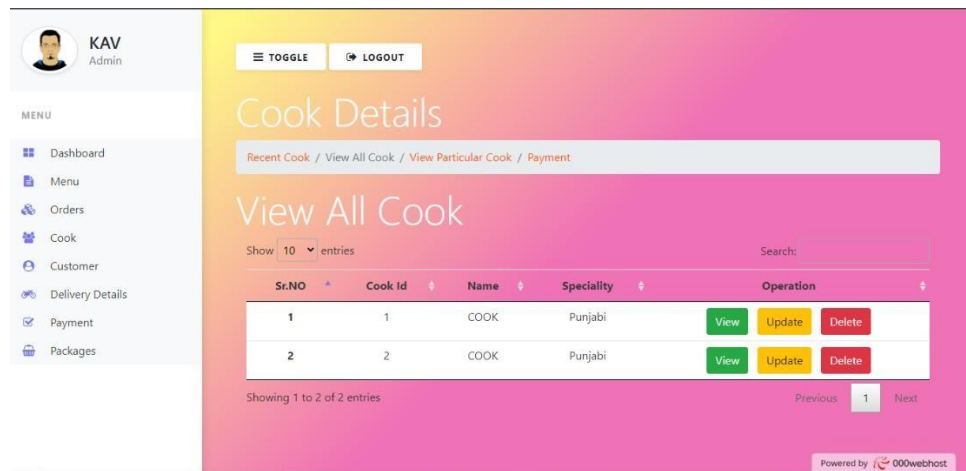 KAV
Admin
MENU
Dashboard
Menu
Orders
Cook
Customer
Delivery Details
Payment
Packages
TOGGLE LOGOUT
Cook Details
Recent Cook / View All Cook / View Particular Cook / Payment
View All Cook
Show 10 entries Search:
Sr.NO Cook Id Name Speciality Operation
1 1 COOK Punjabi View Update Delete
2 2 COOK Punjabi View Update Delete
Showing 1 to 2 of 2 entries Previous 1 Next
Powered by 000webhost